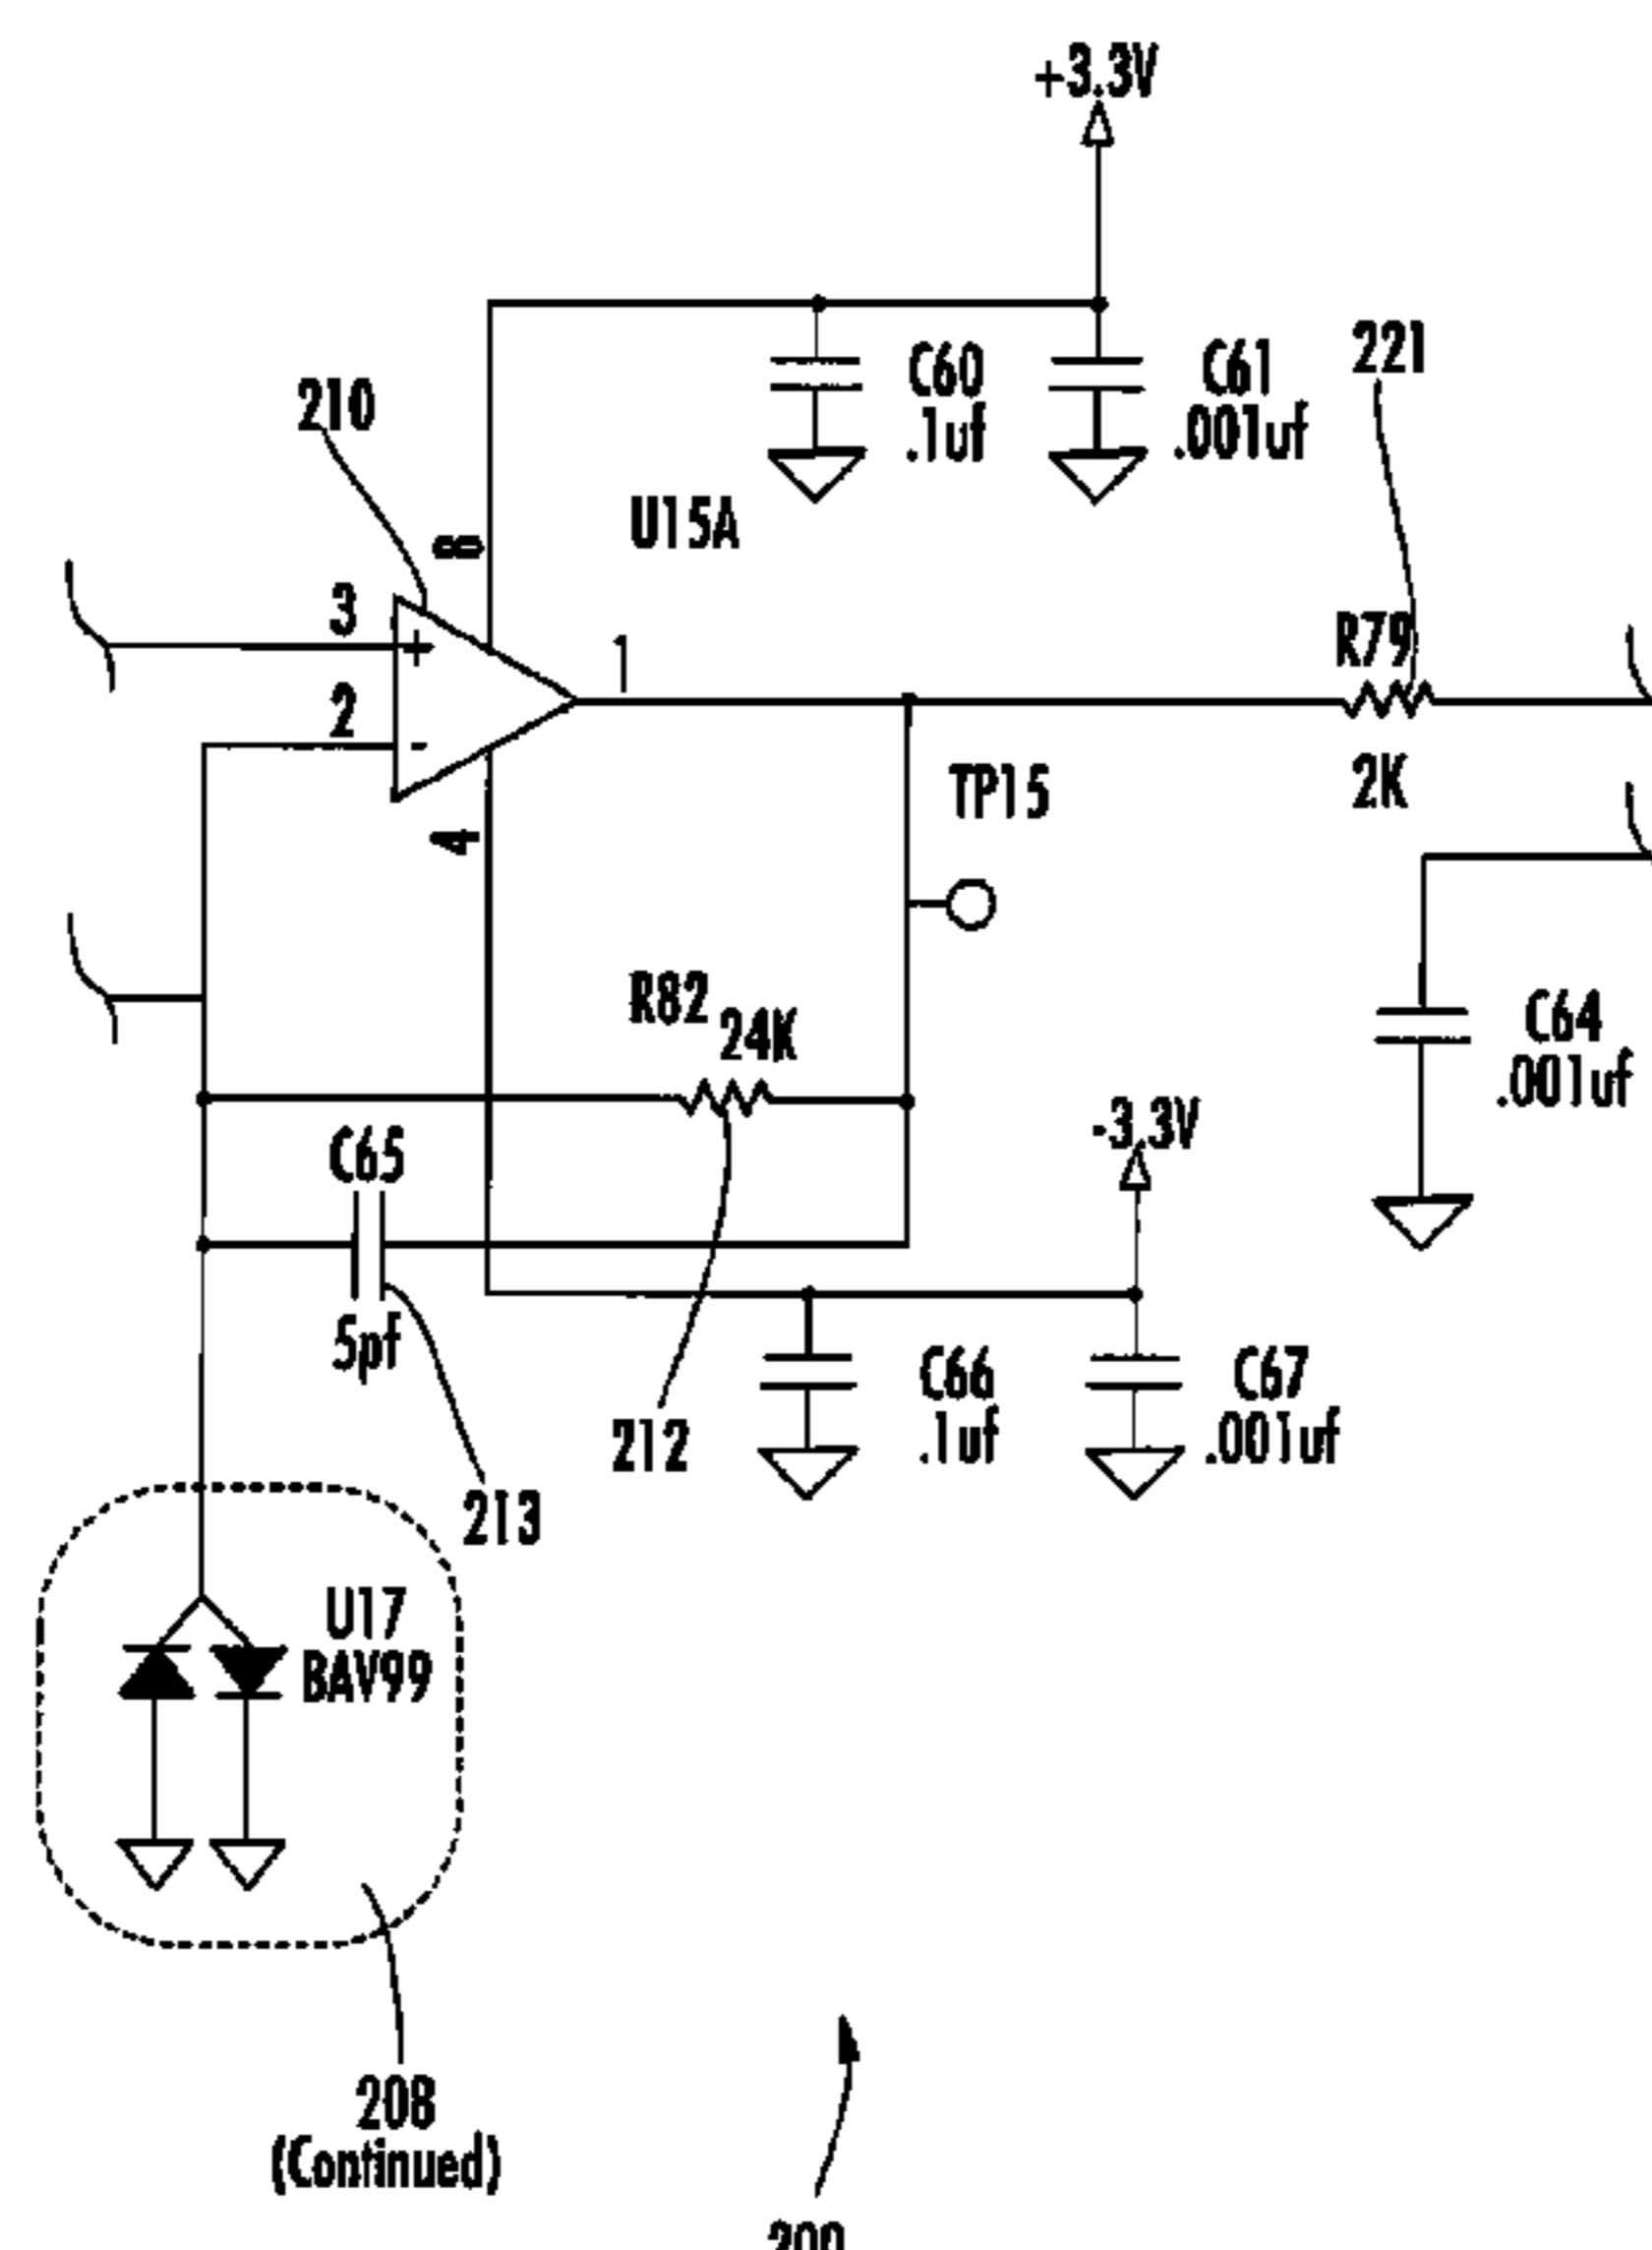 +3.3V
C60
.1uf
C61
.001uf
221
210
8
U15A
3
+
2
-
1
R79
2K
4
TP15
R82
24K
C64
.001uf
C65
5pf
-3.3V
C66
.1uf
C67
.001uf
212
213
U17
BAV99
208
(Continued)